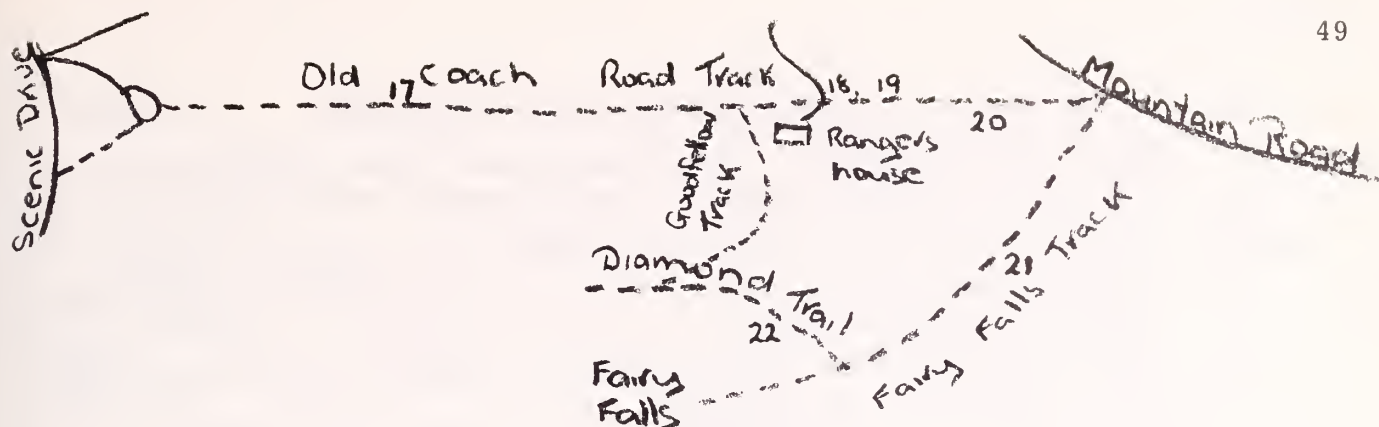 49
Scenic Drive
Old 17 Coach Road Track
18, 19
20
Mountain Road
Rangers
house
Goodfellow
Track
Diamond Trail
22
21
Fairy Falls Track
Fairy
Falls